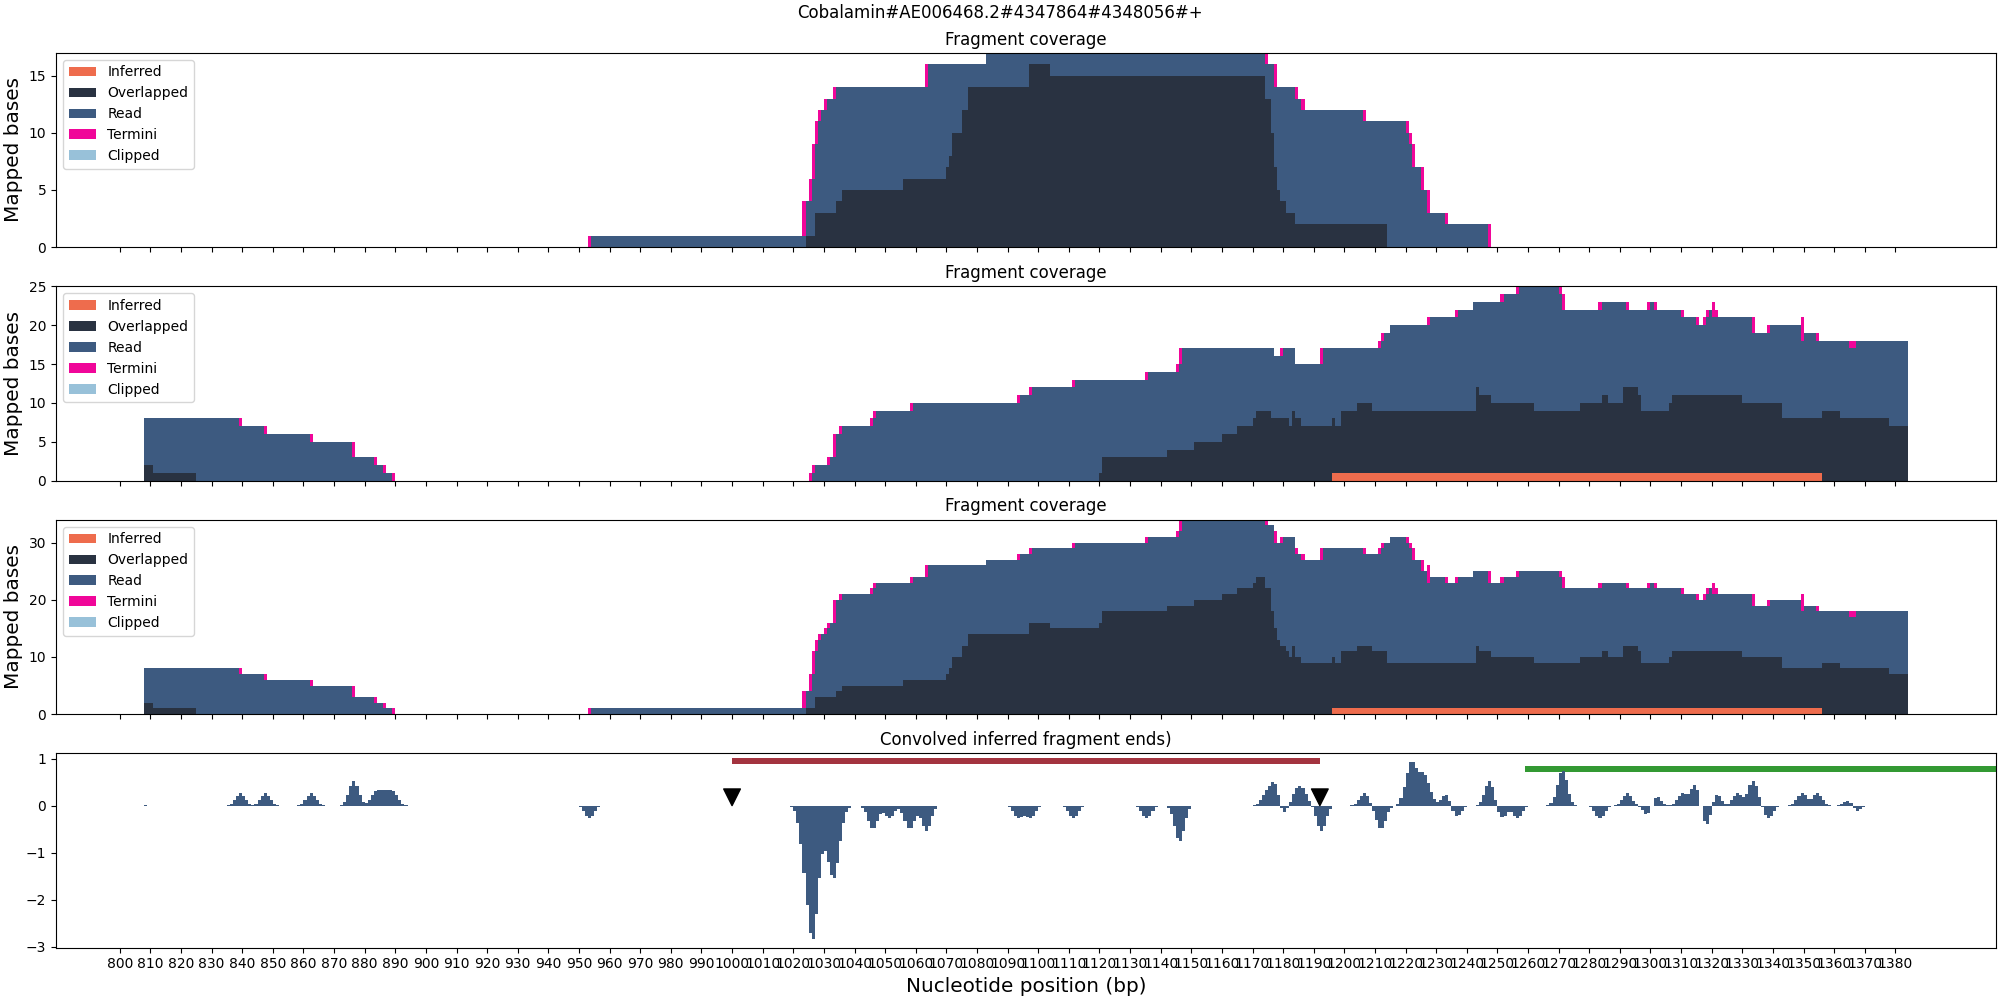 Cobalamin#AE006468.2#4347864#4348056#+
Fragment coverage
Mapped bases
15
10
5
0
Inferred
Overlapped
Read
Termini
Clipped
Fragment coverage
Mapped bases
25
20
15
10
5
0
Inferred
Overlapped
Read
Termini
Clipped
Fragment coverage
Mapped bases
30
20
10
0
Inferred
Overlapped
Read
Termini
Clipped
Convolved inferred fragment ends)
1
0
−1
−2
−3
800 810 820 830 840 850 860 870 880 890 900 910 920 930 940 950 960 970 980 990 1000 1010 1020 1030 1040 1050 1060 1070 1080 1090 1100 1110 1120 1130 1140 1150 1160 1170 1180 1190 1200 1210 1220 1230 1240 1250 1260 1270 1280 1290 1300 1310 1320 1330 1340 1350 1360 1370 1380
Nucleotide position (bp)